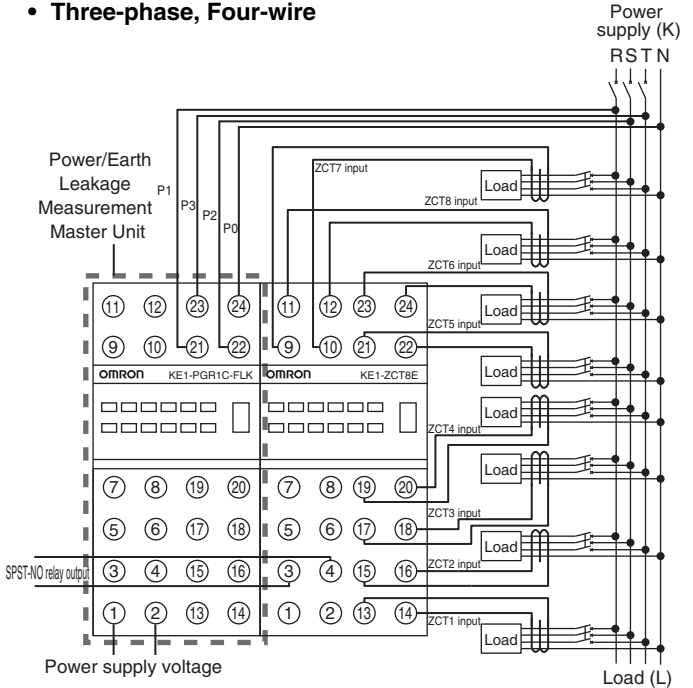 • Three-phase, Four-wire
Power
supply (K)
R S T N
Power/Earth
Leakage
Measurement
Master Unit
P1
P3
P2
P0
ZCT7 input
Load
ZCT8 input
Load
ZCT6 input
Load
ZCT5 input
Load
Load
ZCT4 input
Load
ZCT3 input
Load
ZCT2 input
ZCT1 input
Load
11 12 23 24 11 12 23 24
9 10 21 22 9 10 21 22
OMRON KE1-PGR1C-FLK OMRON KE1-ZCT8E
7 8 19 20 7 8 19 20
5 6 17 18 5 6 17 18
SPST-NO relay output
3 4 15 16 3 4 15 16
1 2 13 14 1 2 13 14
Power supply voltage
Load (L)